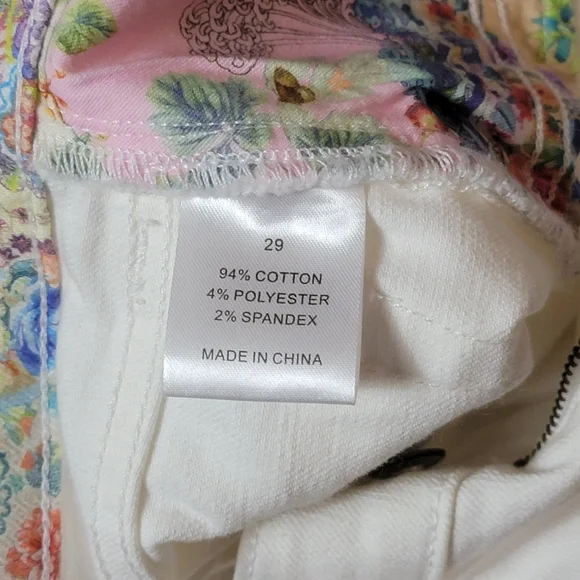 29
94% COTTON
4% POLYESTER
2% SPANDEX
MADE IN CHINA